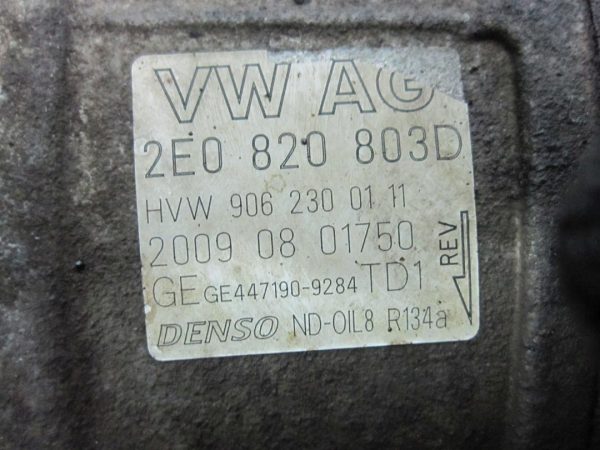 VW AG
2E0 820 803D
HVW 906 230 01 11
2009 08 01750
GE GE447190-9284 TD1
REV
DENSO ND-OIL8 R134a